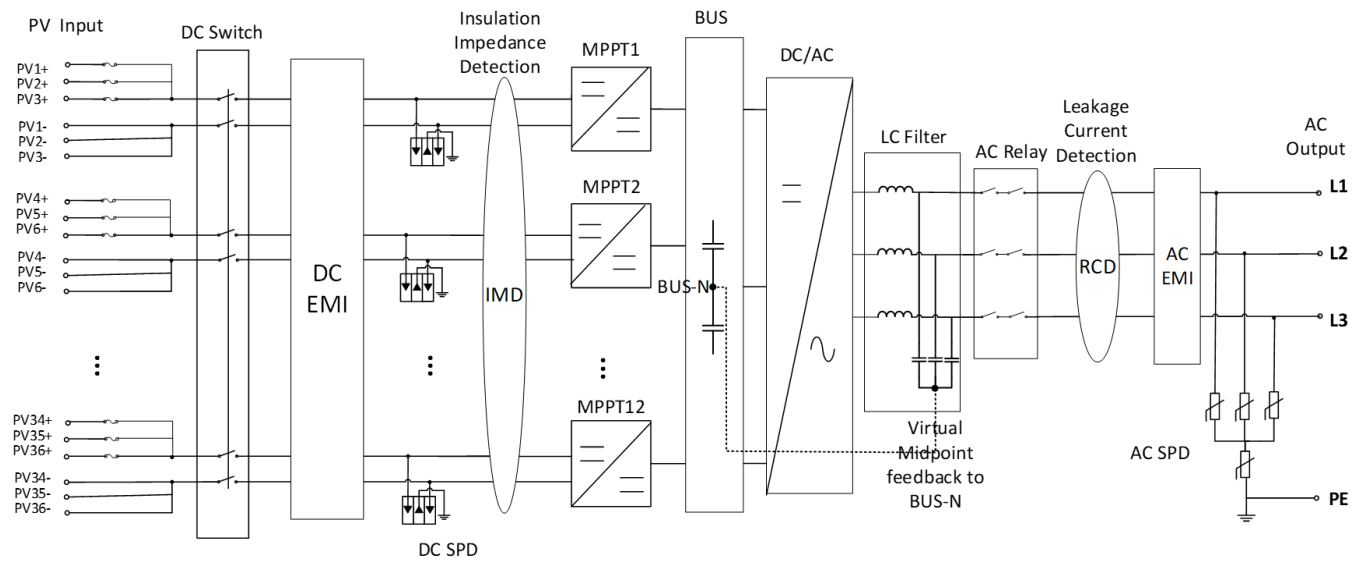 PV Input
DC Switch
Insulation
Impedance
Detection
BUS
MPPT1
DC/AC
PV1+
PV2+
PV3+
PV1-
PV2-
PV3-
Leakage
Current
Detection
LC Filter
AC Relay
AC
Output
MPPT2
L1
PV4+
PV5+
PV6+
PV4-
PV5-
PV6-
DC
EMI
IMD
BUS-N
RCD
AC
EMI
L2
L3
MPPT12
PV34+
PV35+
PV36+
PV34-
PV35-
PV36-
Virtual
Midpoint
feedback to
BUS-N
AC SPD
PE
DC SPD